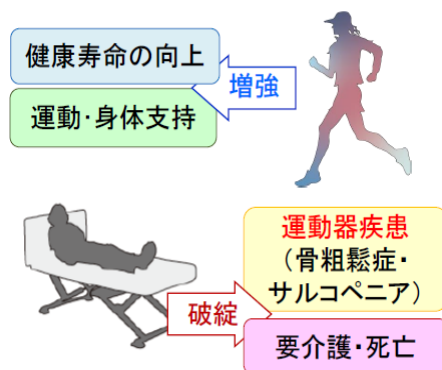 健康寿命の向上
増強
運動・身体支持
運動器疾患
（骨粗鬆症・
サルコペニア）
破綻
要介護・死亡